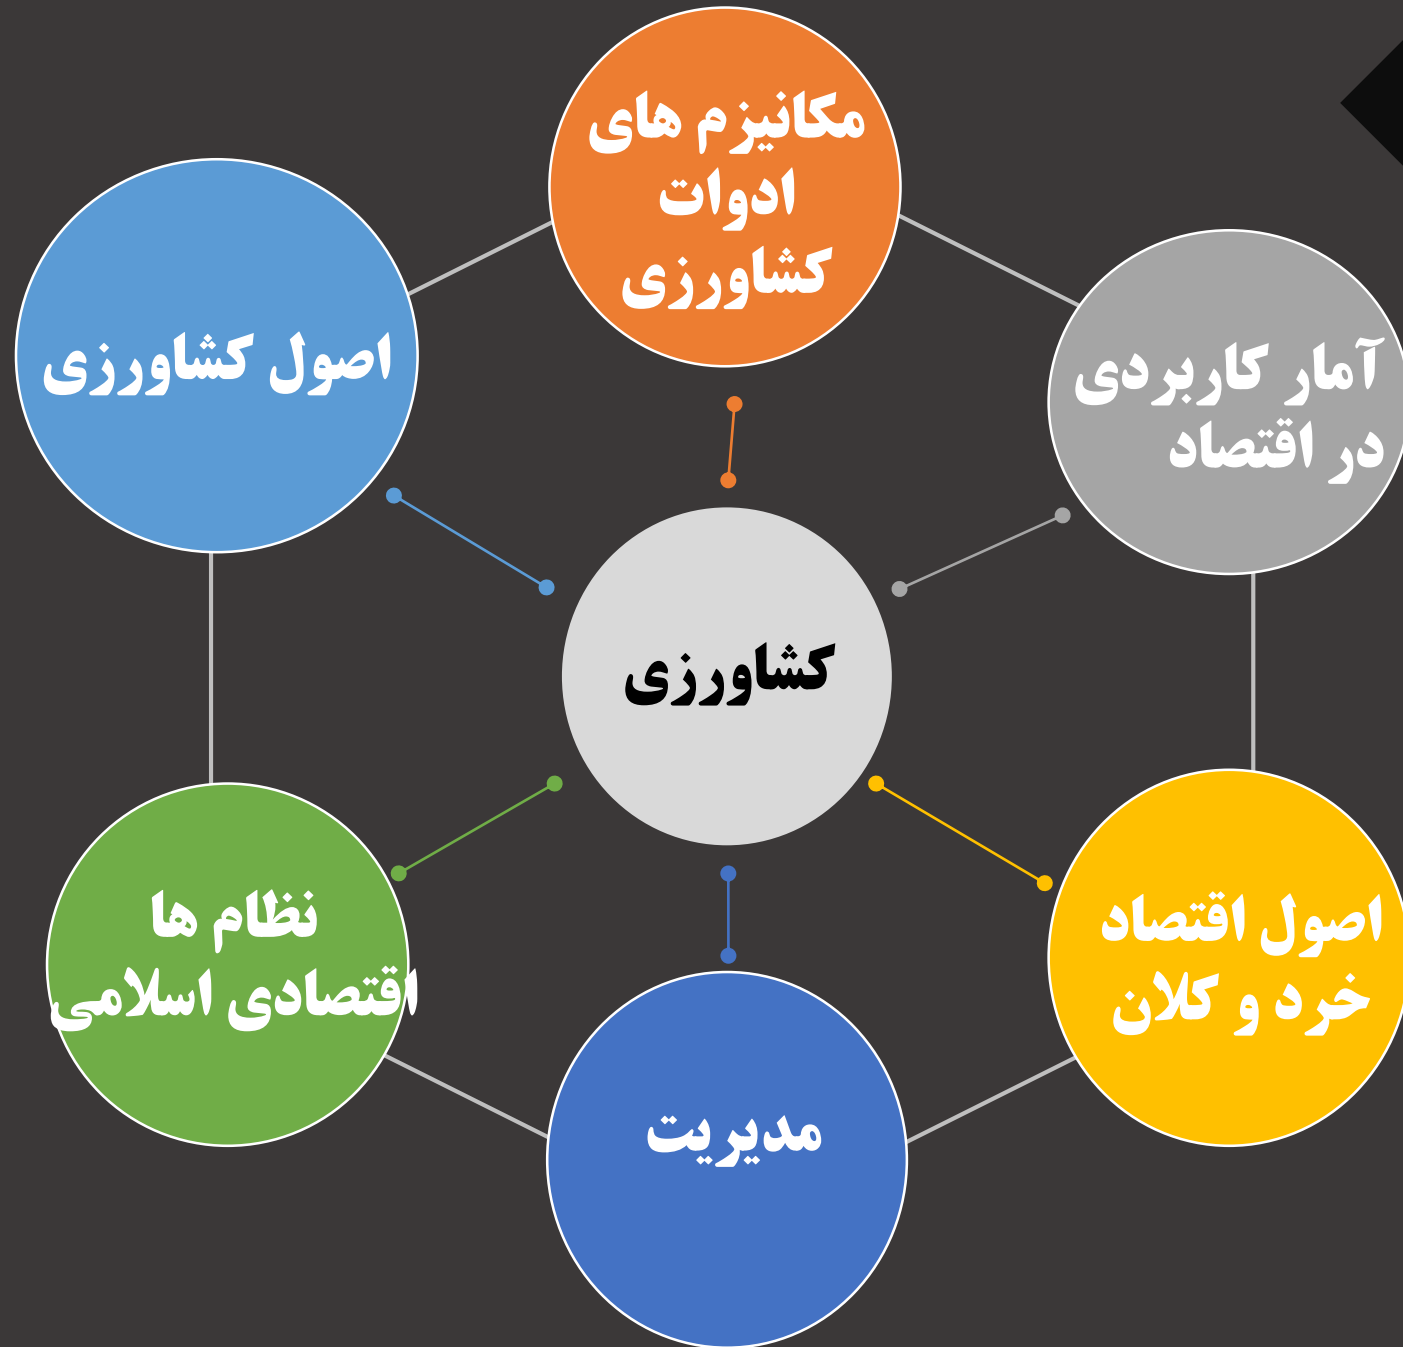 مکانیزم های
ادوات
کشاورزی
اصول کشاورزی
آمار کاربردی
در اقتصاد
کشاورزی
اصول اقتصاد
خرد و کلان
نظام ها
اقتصادی اسلامی
مدیریت